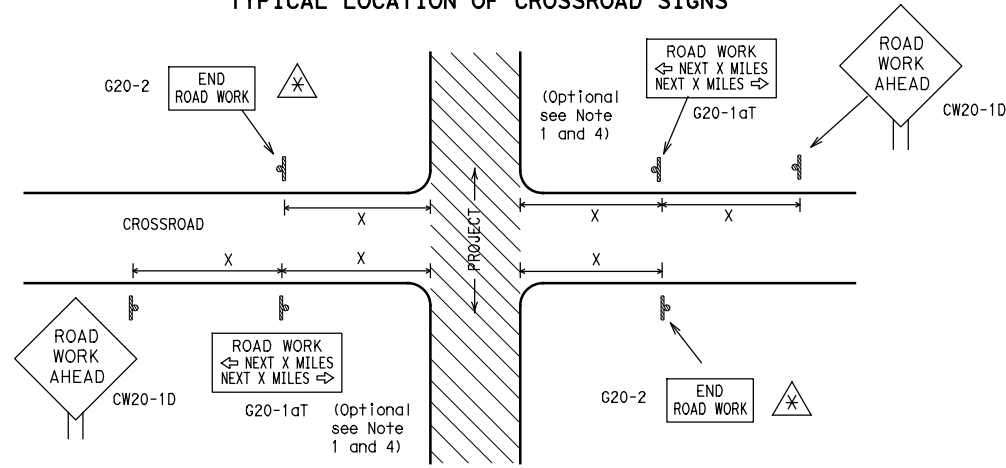 TYPICAL LOCATION OF CROSSROAD SIGNS
G20-2
END
ROAD WORK
*
(Optional
see Note
1 and 4)
ROAD WORK
⇦ NEXT X MILES
NEXT X MILES ⇨
G20-1aT
ROAD
WORK
AHEAD
CW20-1D
X
X
X
CROSSROAD
PROJECT
X
X
X
ROAD
WORK
AHEAD
CW20-1D
ROAD WORK
⇦ NEXT X MILES
NEXT X MILES ⇨
G20-1aT
(Optional
see Note
1 and 4)
G20-2
END
ROAD WORK
*